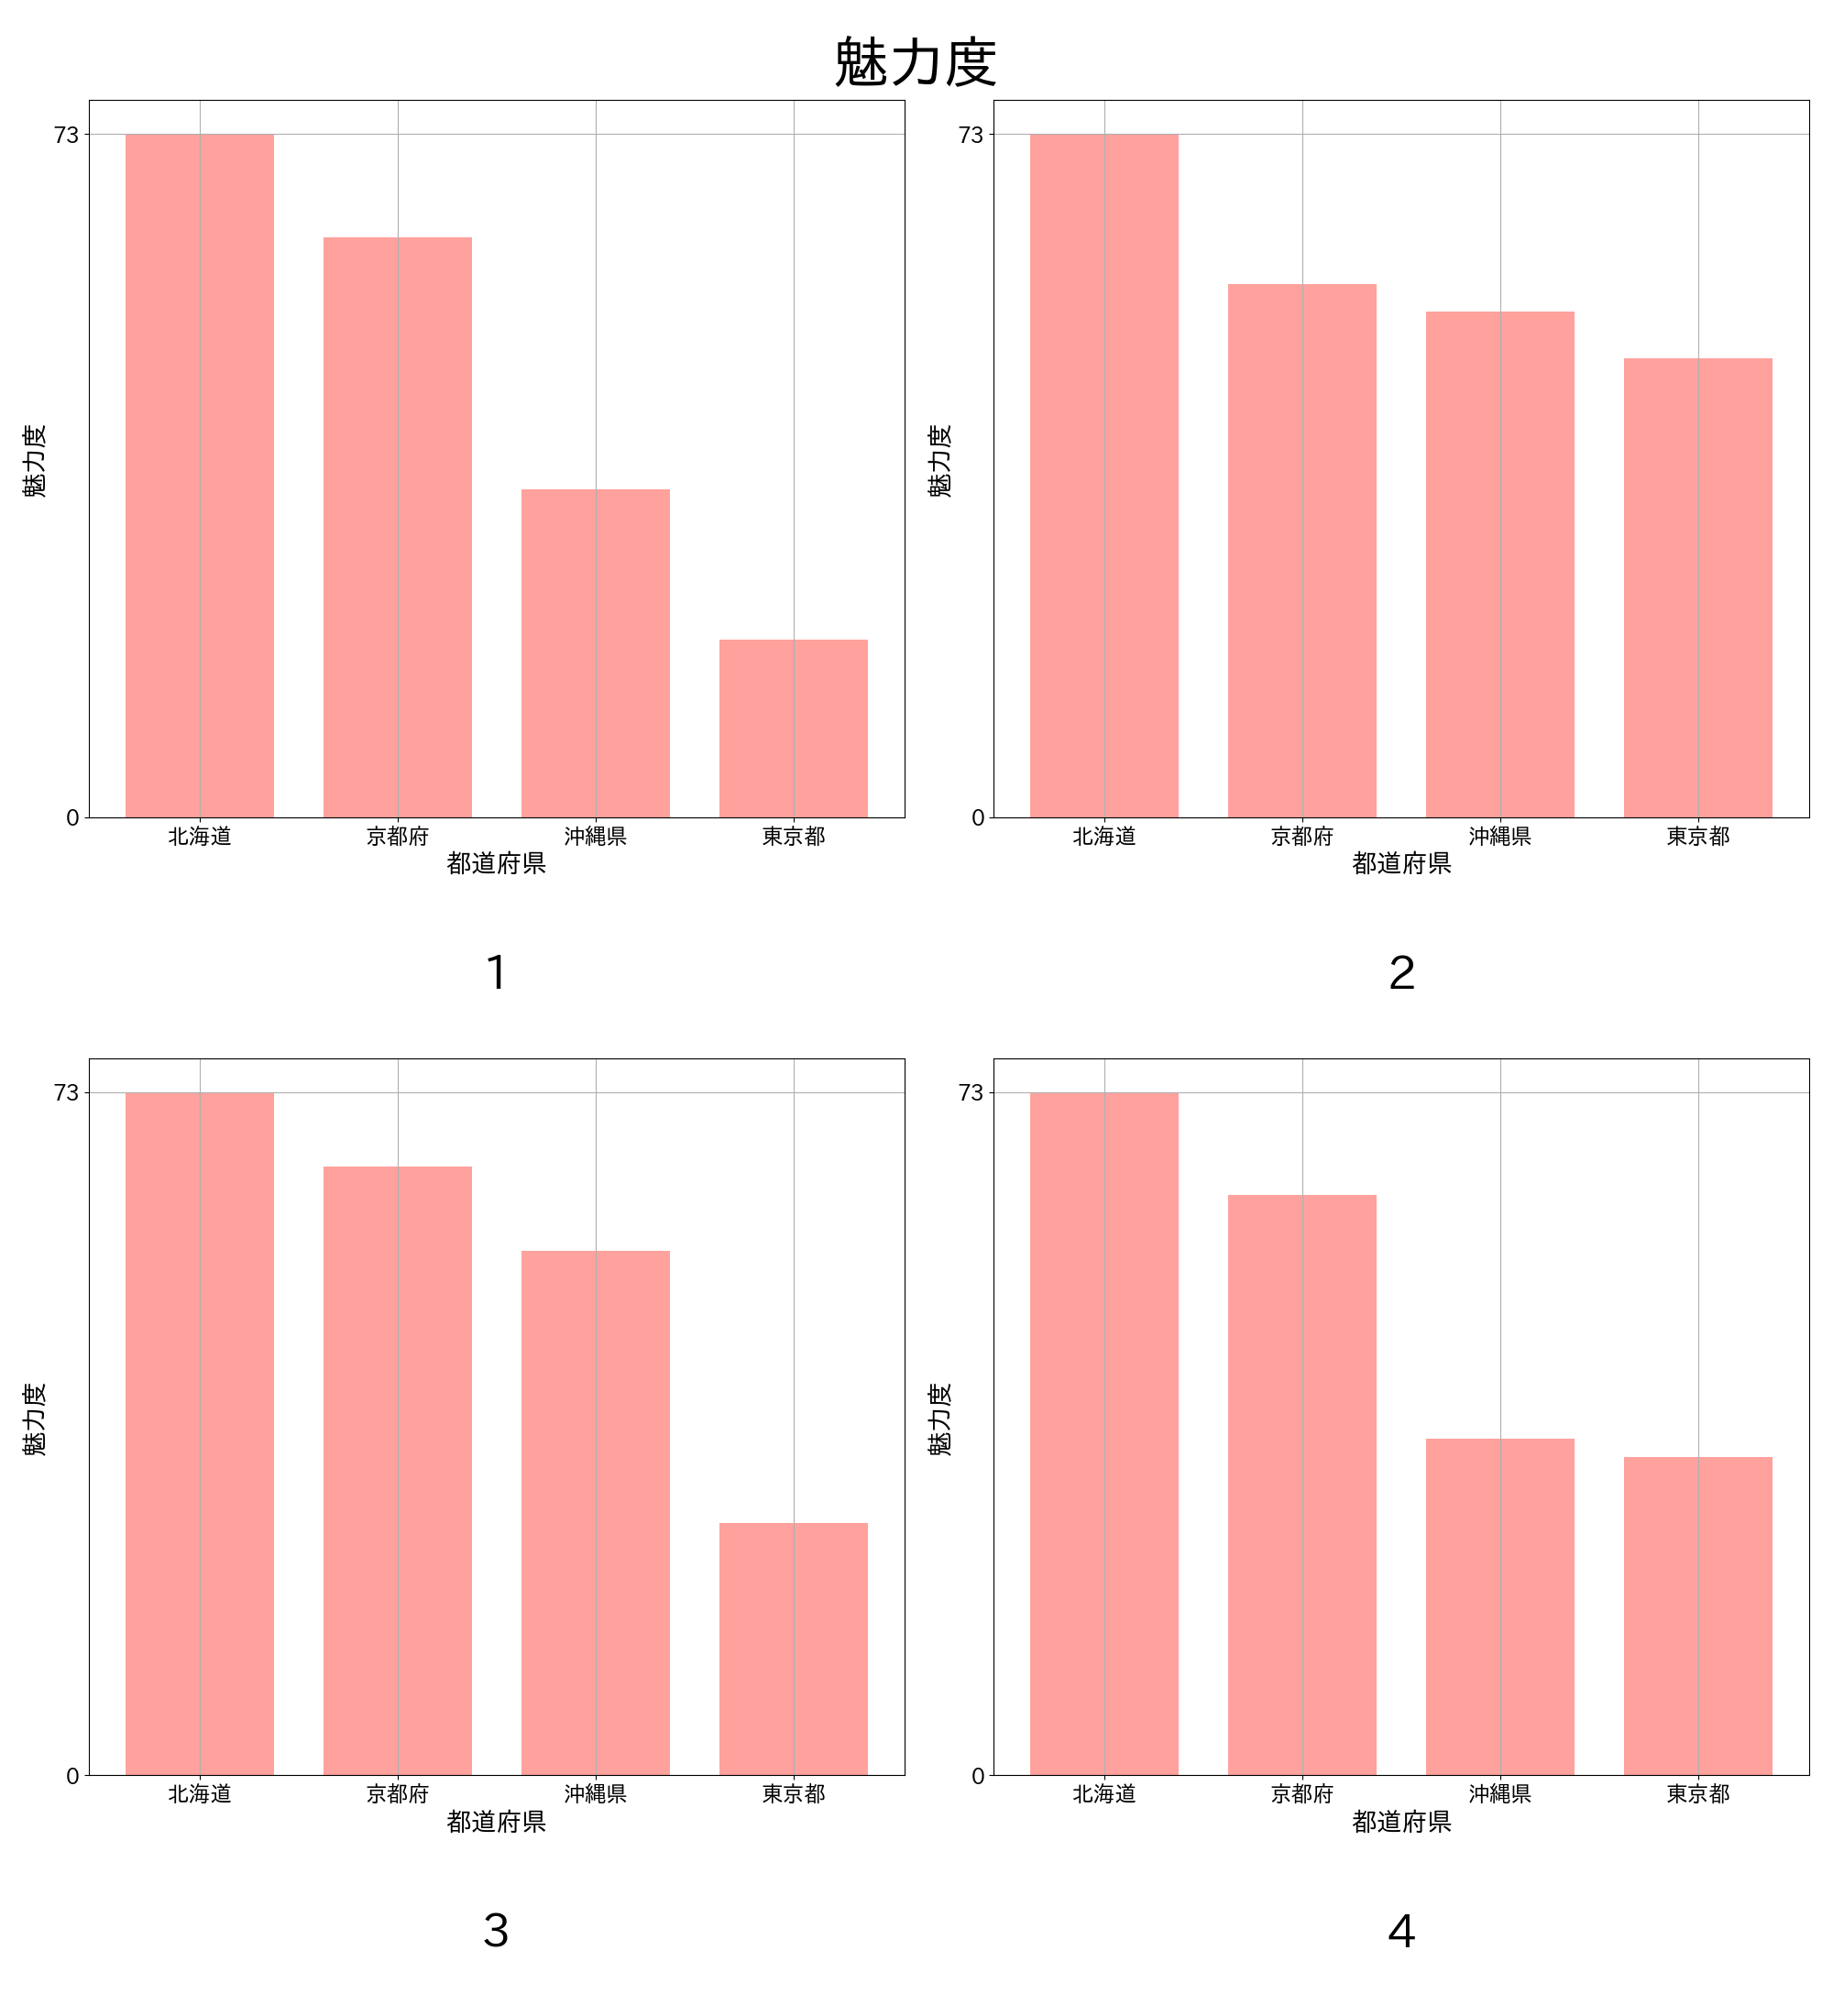 魅力度
73
0
魅力度
北海道 京都府 沖縄県 東京都
都道府県
1
73
0
魅力度
北海道 京都府 沖縄県 東京都
都道府県
2
73
0
魅力度
北海道 京都府 沖縄県 東京都
都道府県
3
73
0
魅力度
北海道 京都府 沖縄県 東京都
都道府県
4